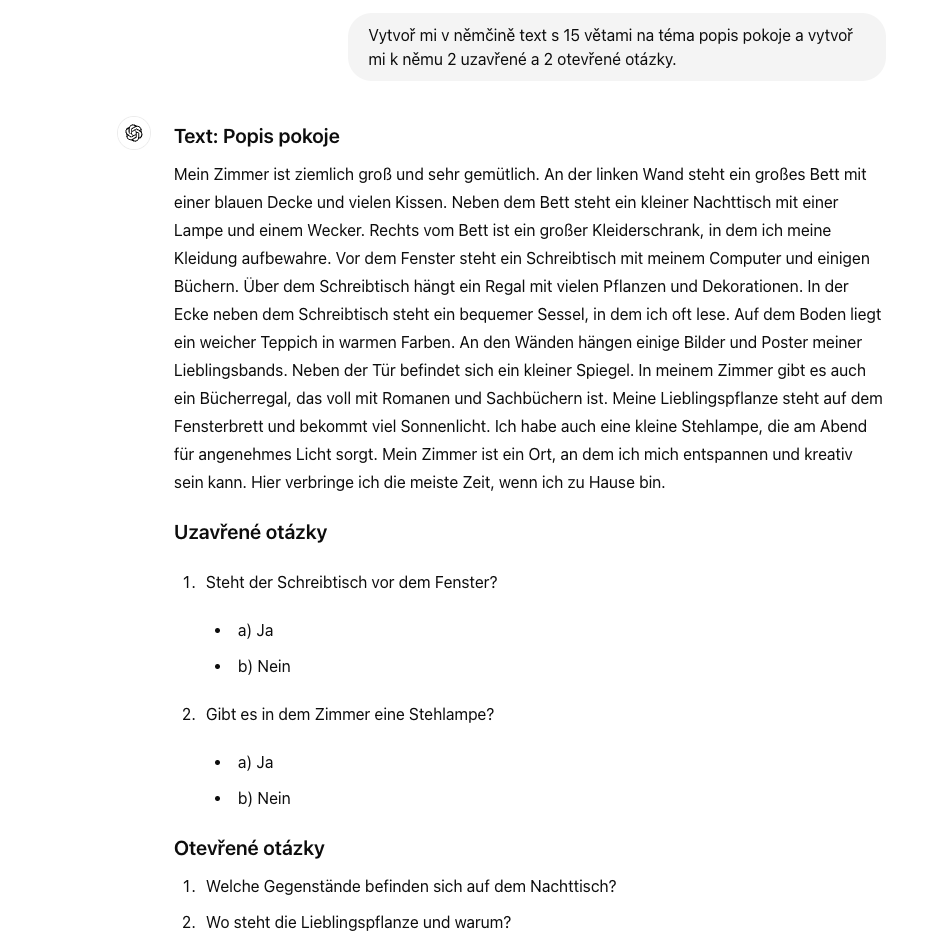 Vytvoř mi v němčině text s 15 větami na téma popis pokoje a vytvoř
mi k němu 2 uzavřené a 2 otevřené otázky.
Text: Popis pokoje
Mein Zimmer ist ziemlich groß und sehr gemütlich. An der linken Wand steht ein großes Bett mit
einer blauen Decke und vielen Kissen. Neben dem Bett steht ein kleiner Nachttisch mit einer
Lampe und einem Wecker. Rechts vom Bett ist ein großer Kleiderschrank, in dem ich meine
Kleidung aufbewahre. Vor dem Fenster steht ein Schreibtisch mit meinem Computer und einigen
Büchern. Über dem Schreibtisch hängt ein Regal mit vielen Pflanzen und Dekorationen. In der
Ecke neben dem Schreibtisch steht ein bequemer Sessel, in dem ich oft lese. Auf dem Boden liegt
ein weicher Teppich in warmen Farben. An den Wänden hängen einige Bilder und Poster meiner
Lieblingsbands. Neben der Tür befindet sich ein kleiner Spiegel. In meinem Zimmer gibt es auch
ein Bücherregal, das voll mit Romanen und Sachbüchern ist. Meine Lieblingspflanze steht auf dem
Fensterbrett und bekommt viel Sonnenlicht. Ich habe auch eine kleine Stehlampe, die am Abend
für angenehmes Licht sorgt. Mein Zimmer ist ein Ort, an dem ich mich entspannen und kreativ
sein kann. Hier verbringe ich die meiste Zeit, wenn ich zu Hause bin.
Uzavřené otázky
1. Steht der Schreibtisch vor dem Fenster?
• a) Ja
• b) Nein
2. Gibt es in dem Zimmer eine Stehlampe?
• a) Ja
• b) Nein
Otevřené otázky
1. Welche Gegenstände befinden sich auf dem Nachttisch?
2. Wo steht die Lieblingspflanze und warum?